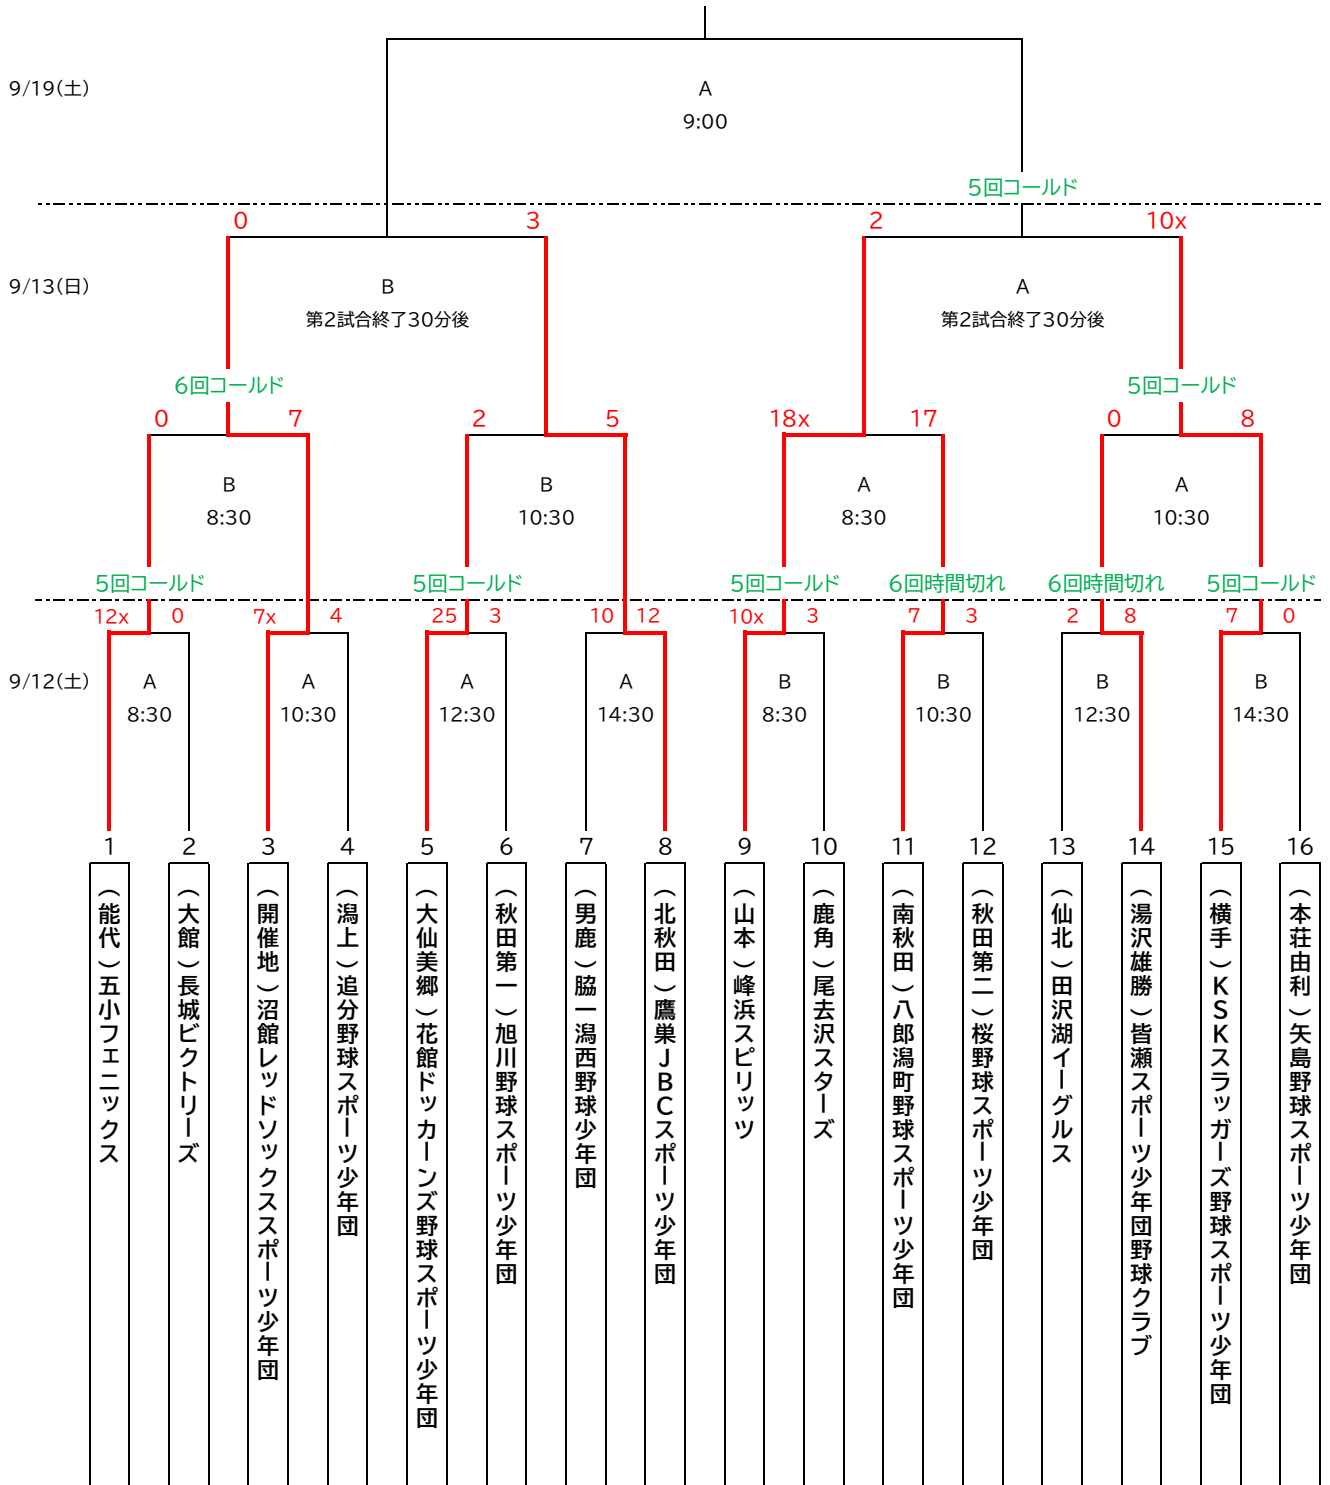 9/19(土)
A
9:00
5回コールド
0 3 2 10x
9/13(日)
B
第2試合終了30分後
A
第2試合終了30分後
6回コールド
5回コールド
0 7 2 5 18x 17 0 8
B
8:30
B
10:30
A
8:30
A
10:30
5回コールド
5回コールド
5回コールド
6回時間切れ
6回時間切れ
5回コールド
12x 0 7x 4 25 3 10 12 10x 3 7 3 2 8 7 0
9/12(土)
A
8:30
A
10:30
A
12:30
A
14:30
B
8:30
B
10:30
B
12:30
B
14:30
1 2 3 4 5 6 7 8 9 10 11 12 13 14 15 16
(能代)五小フェニックス
(大館)長城ビクトリーズ
(開催地)沼館レッドソックススポーツ少年団
(潟上)追分野球スポーツ少年団
(大仙美郷)花館ドッカーンズ野球スポーツ少年団
(秋田第一)旭川野球スポーツ少年団
(男鹿)脇一潟西野球少年団
(北秋田)鷹巣JBCスポーツ少年団
(山本)峰浜スピリッツ
(鹿角)尾去沢スターズ
(南秋田)八郎潟町野球スポーツ少年団
(秋田第二)桜野球スポーツ少年団
(仙北)田沢湖イーグルス
(湯沢雄勝)皆瀬スポーツ少年団野球クラブ
(横手)KSKスラッガーズ野球スポーツ少年団
(本荘由利)矢島野球スポーツ少年団